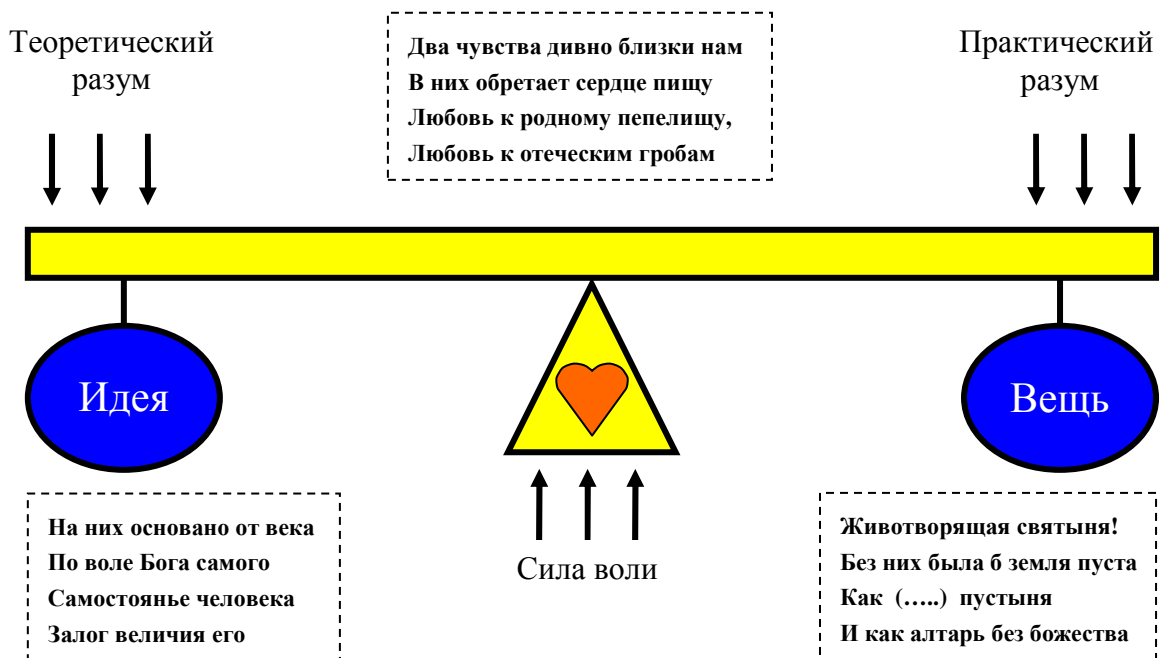 Теоретический
разум
Два чувства дивно близки нам
В них обретает сердце пищу
Любовь к родному пепелищу,
Любовь к отеческим гробам
Практический
разум
Идея
Вещь
На них основано от века
По воле Бога самого
Самостоянье человека
Залог величия его
Сила воли
Животворящая святыня!
Без них была б земля пуста
Как (.….) пустыня
И как алтарь без божества